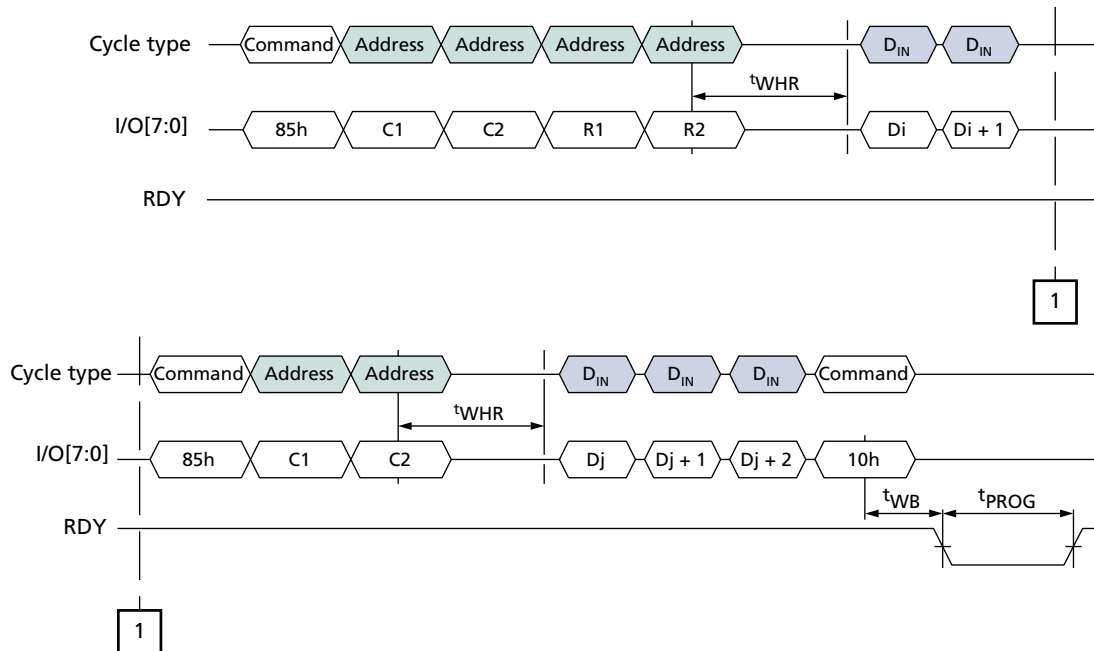 Cycle type Command Address Address Address Address DIN DIN
tWHR
I/O[7:0] 85h C1 C2 R1 R2 Di Di + 1
RDY
1
Cycle type Command Address Address DIN DIN DIN Command
tWHR
I/O[7:0] 85h C1 C2 Dj Dj + 1 Dj + 2 10h
tWB tPROG
RDY
1